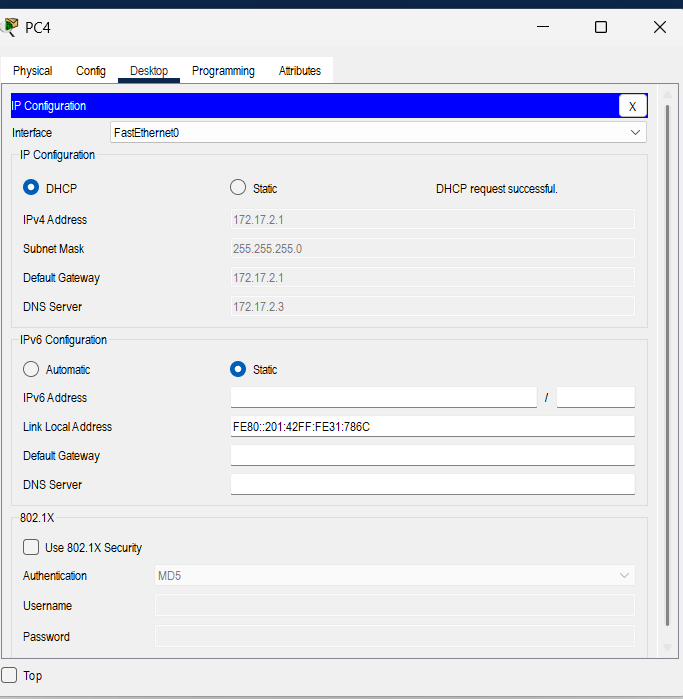 PC4
Physical Config Desktop Programming Attributes
IP Configuration X
Interface FastEthernet0
IP Configuration
DHCP Static DHCP request successful.
IPv4 Address 172.17.2.1
Subnet Mask 255.255.255.0
Default Gateway 172.17.2.1
DNS Server 172.17.2.3
IPv6 Configuration
Automatic Static
IPv6 Address /
Link Local Address FE80::201:42FF:FE31:786C
Default Gateway
DNS Server
802.1X
Use 802.1X Security
Authentication MD5
Username
Password
Top